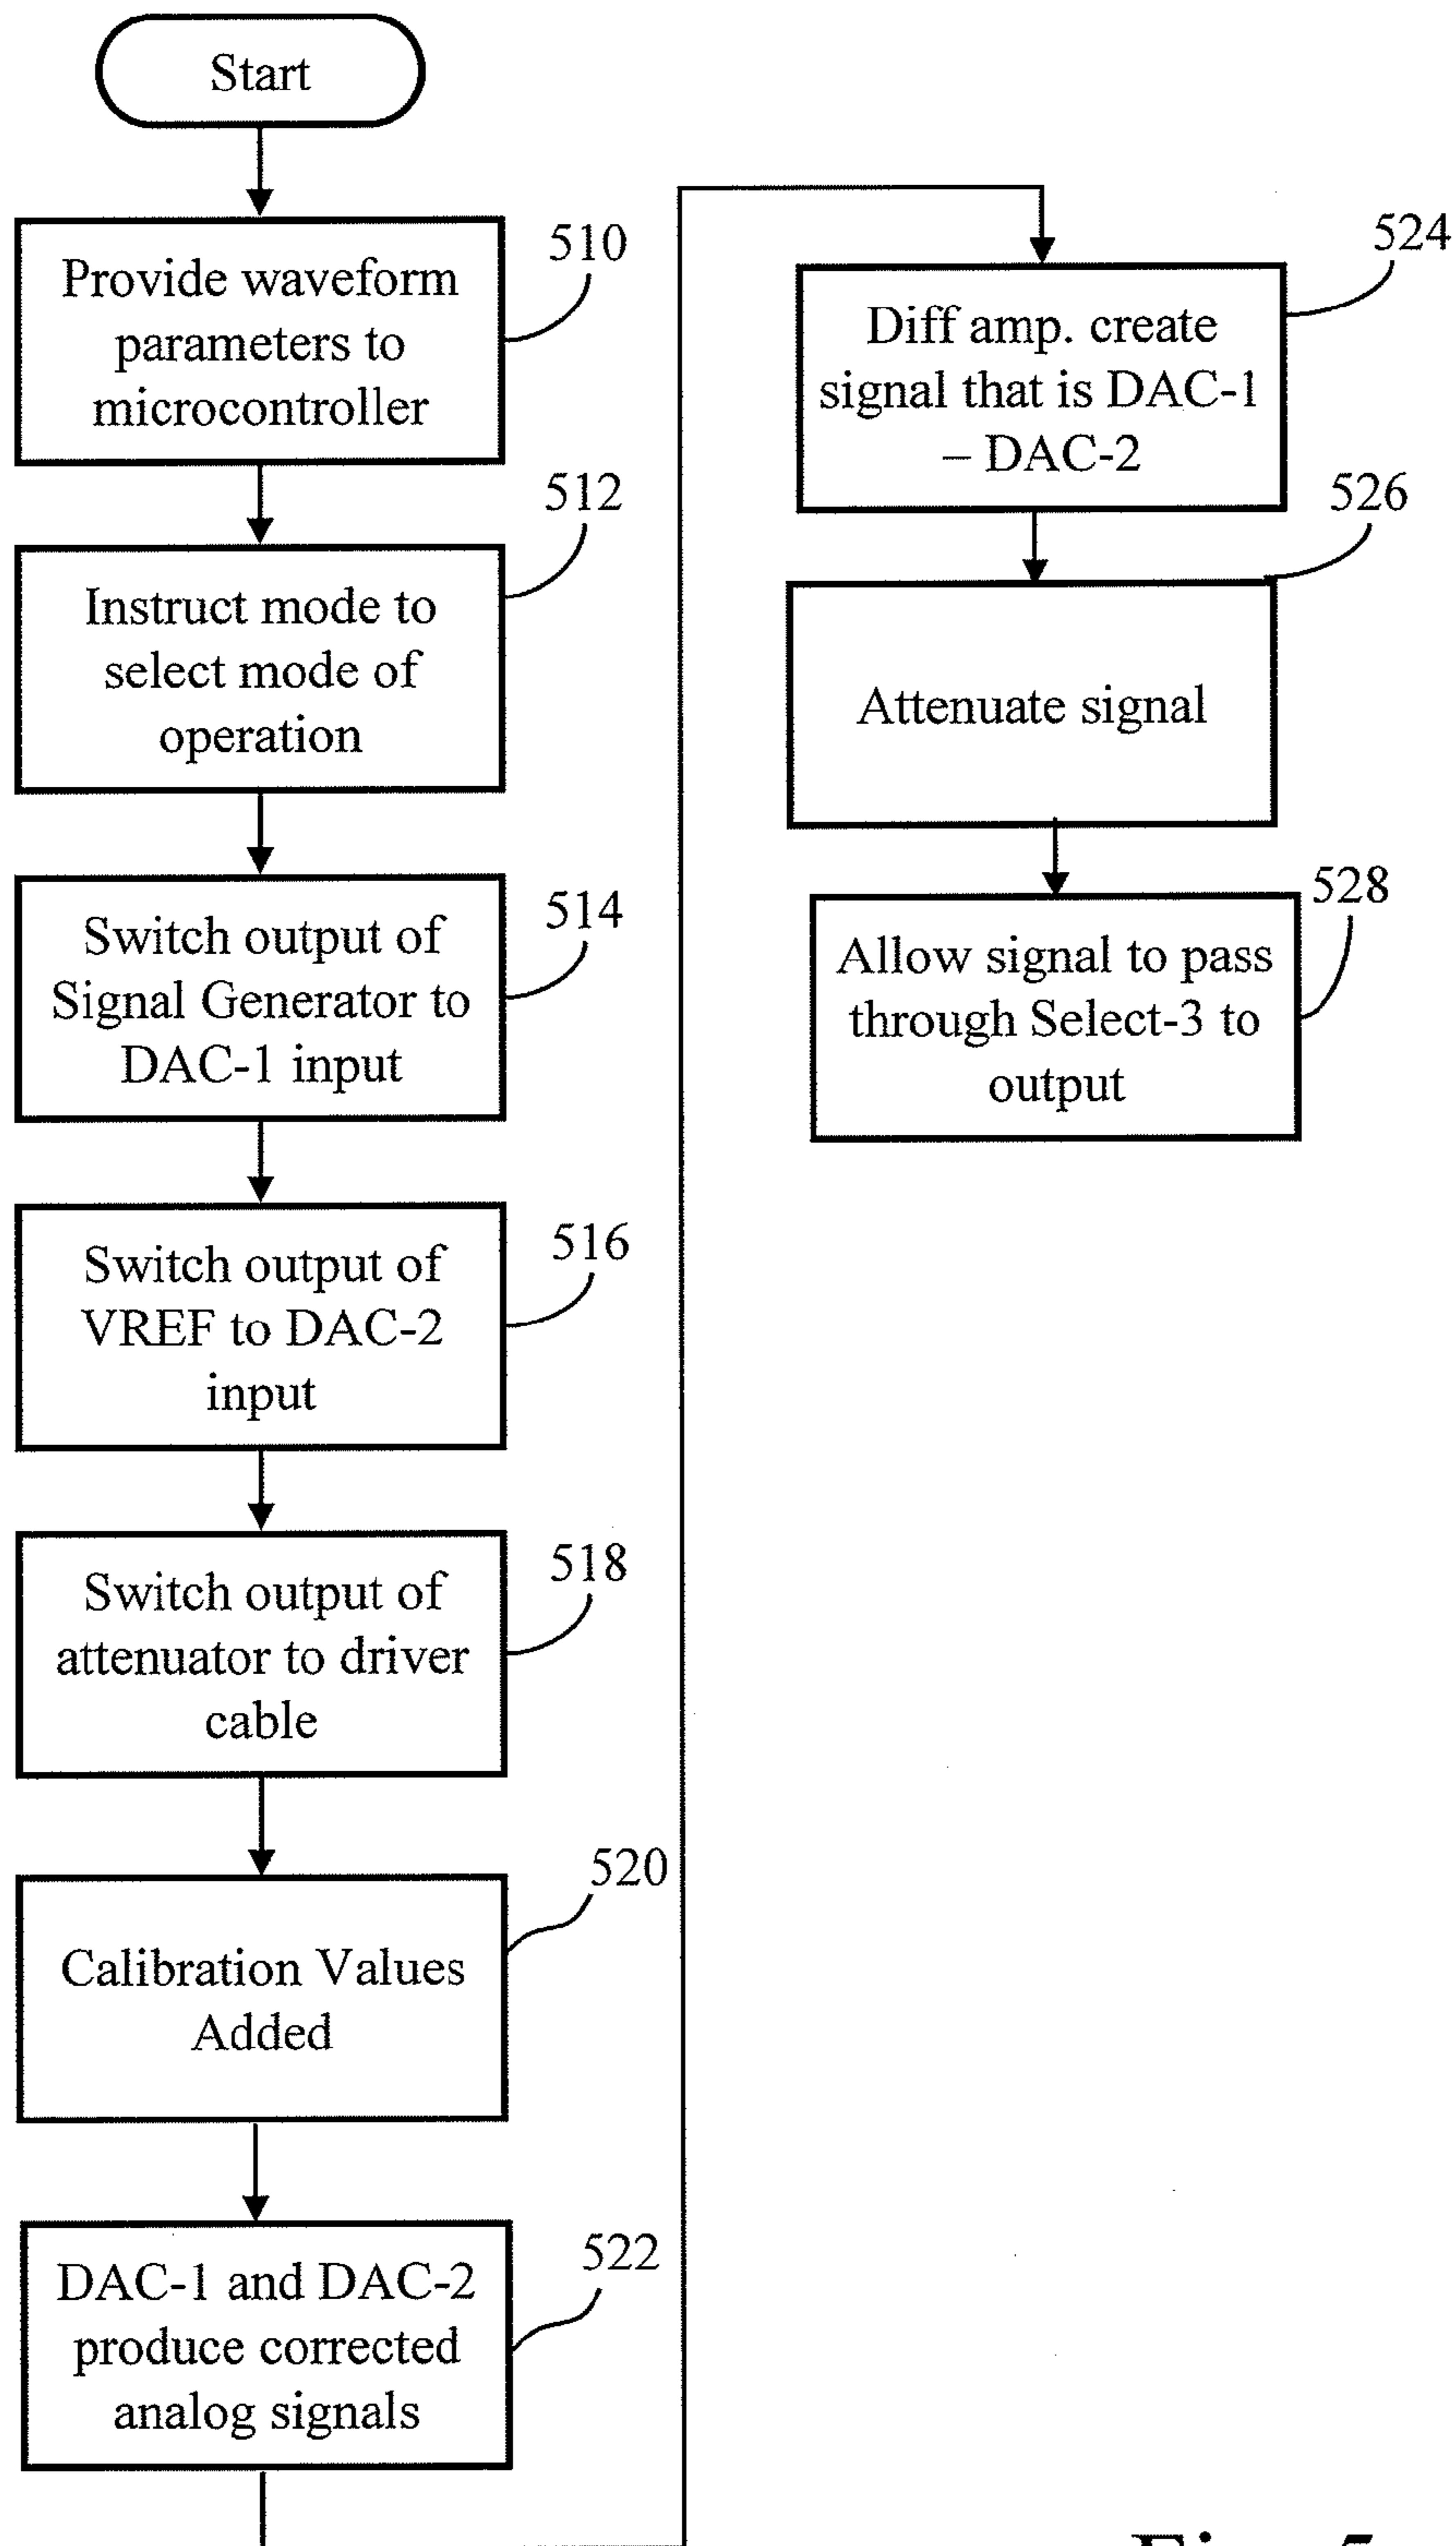 Start
Provide waveform
parameters to
microcontroller
510
Instruct mode to
select mode of
operation
512
Switch output of
Signal Generator to
DAC-1 input
514
Switch output of
VREF to DAC-2
input
516
Switch output of
attenuator to driver
cable
518
Calibration Values
Added
520
DAC-1 and DAC-2
produce corrected
analog signals
522
Diff amp. create
signal that is DAC-1
– DAC-2
524
Attenuate signal
526
Allow signal to pass
through Select-3 to
output
528